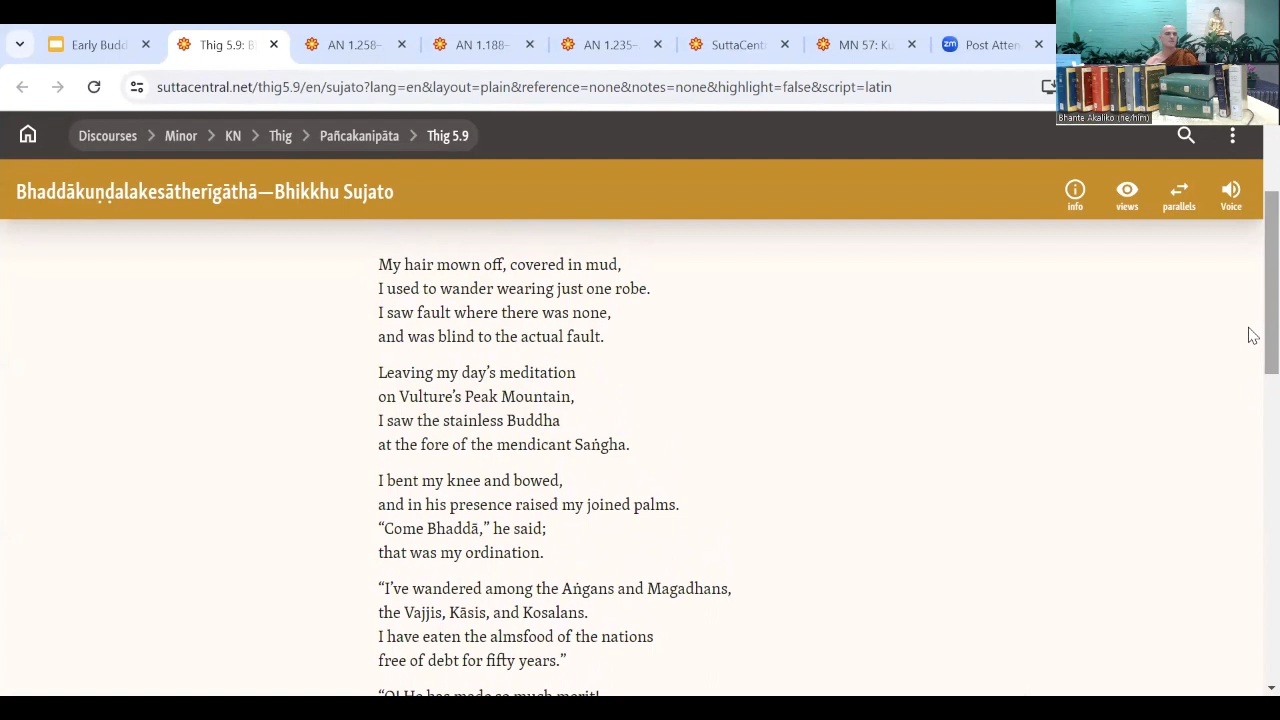 Early Budd
Thig 5.9: B
AN 1.258–
AN 1.188–
AN 1.235–
SuttaCent
MN 57: Ku
zm
Post Atten
suttacentral.net/thig5.9/en/sujato?lang=en&layout=plain&reference=none&notes=none&highlight=false&script=latin
Bhante Akaliko (he/him)
Discourses Minor KN Thig Pañcakanipāta Thig 5.9
Bhaddākuṇḍalakesātherīgāthā—Bhikkhu Sujato
info views parallels Voice
My hair mown off, covered in mud,
I used to wander wearing just one robe.
I saw fault where there was none,
and was blind to the actual fault.
Leaving my day’s meditation
on Vulture’s Peak Mountain,
I saw the stainless Buddha
at the fore of the mendicant Saṅgha.
I bent my knee and bowed,
and in his presence raised my joined palms.
“Come Bhaddā,” he said;
that was my ordination.
“I’ve wandered among the Aṅgans and Magadhans,
the Vajjis, Kāsis, and Kosalans.
I have eaten the almsfood of the nations
free of debt for fifty years.”
“O! He has made so much merit!